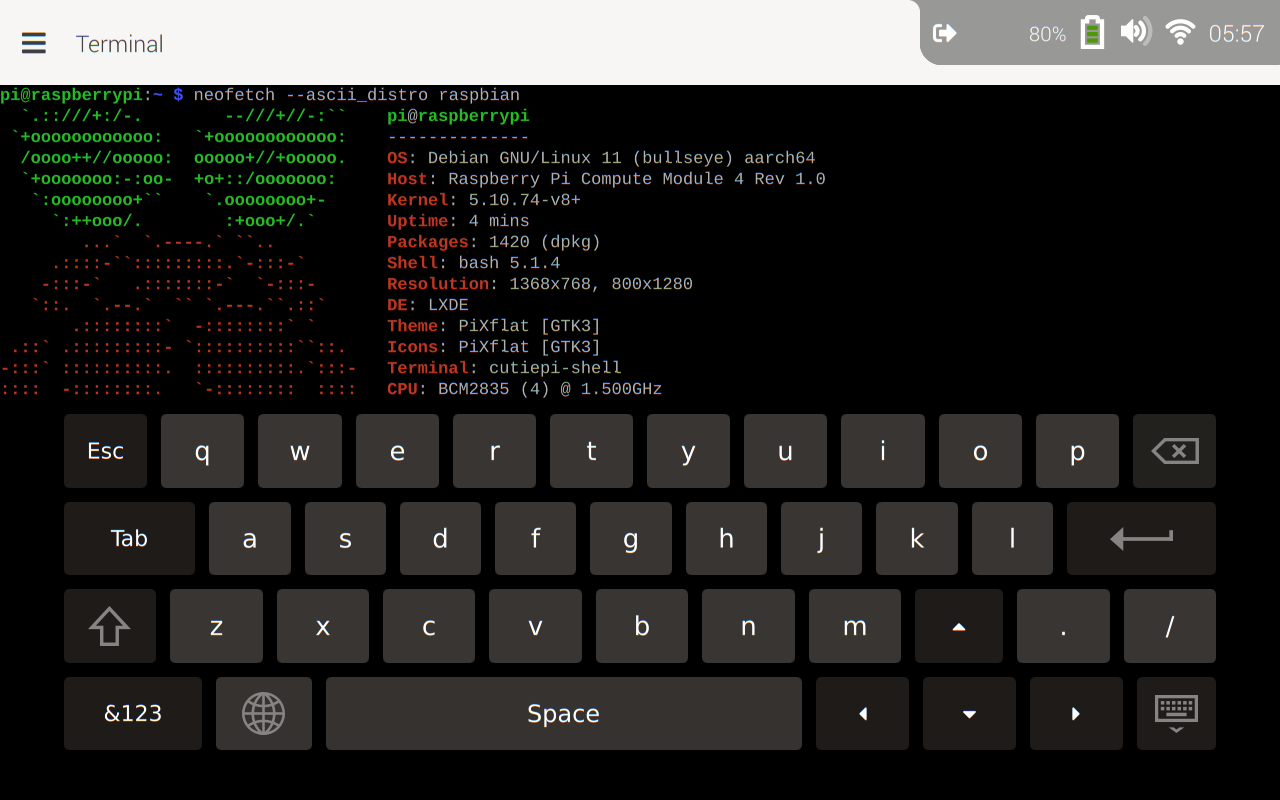 Terminal
80% 05:57
pi@raspberrypi:~ $ neofetch --ascii_distro raspbian
pi@raspberrypi
--------------
OS: Debian GNU/Linux 11 (bullseye) aarch64
Host: Raspberry Pi Compute Module 4 Rev 1.0
Kernel: 5.10.74-v8+
Uptime: 4 mins
Packages: 1420 (dpkg)
Shell: bash 5.1.4
Resolution: 1368x768, 800x1280
DE: LXDE
Theme: PiXflat [GTK3]
Icons: PiXflat [GTK3]
Terminal: cutiepi-shell
CPU: BCM2835 (4) @ 1.500GHz
Esc q w e r t y u i o p
Tab a s d f g h j k l
z x c v b n m . /
&123 Space